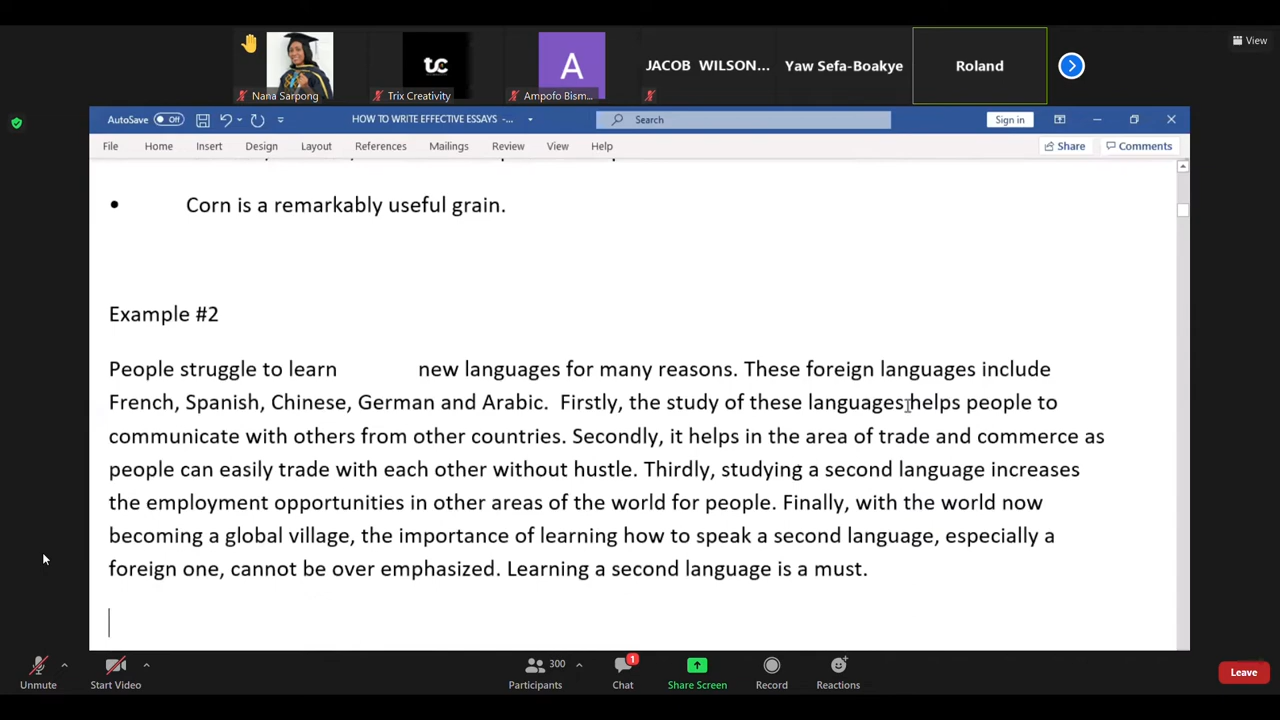 JACOB WILSON...
Yaw Sefa-Boakye
Roland
View
tc
A
Nana Sarpong
Trix Creativity
Ampofo Bism...
AutoSave Off
HOW TO WRITE EFFECTIVE ESSAYS -...
Search
Sign in
File Home Insert Design Layout References Mailings Review View Help
Share
Comments
• Corn is a remarkably useful grain.
Example #2
People struggle to learn new languages for many reasons. These foreign languages include
French, Spanish, Chinese, German and Arabic. Firstly, the study of these languages helps people to
communicate with others from other countries. Secondly, it helps in the area of trade and commerce as
people can easily trade with each other without hustle. Thirdly, studying a second language increases
the employment opportunities in other areas of the world for people. Finally, with the world now
becoming a global village, the importance of learning how to speak a second language, especially a
foreign one, cannot be over emphasized. Learning a second language is a must.
300
1
Unmute
Start Video
Participants
Chat
Share Screen
Record
Reactions
Leave